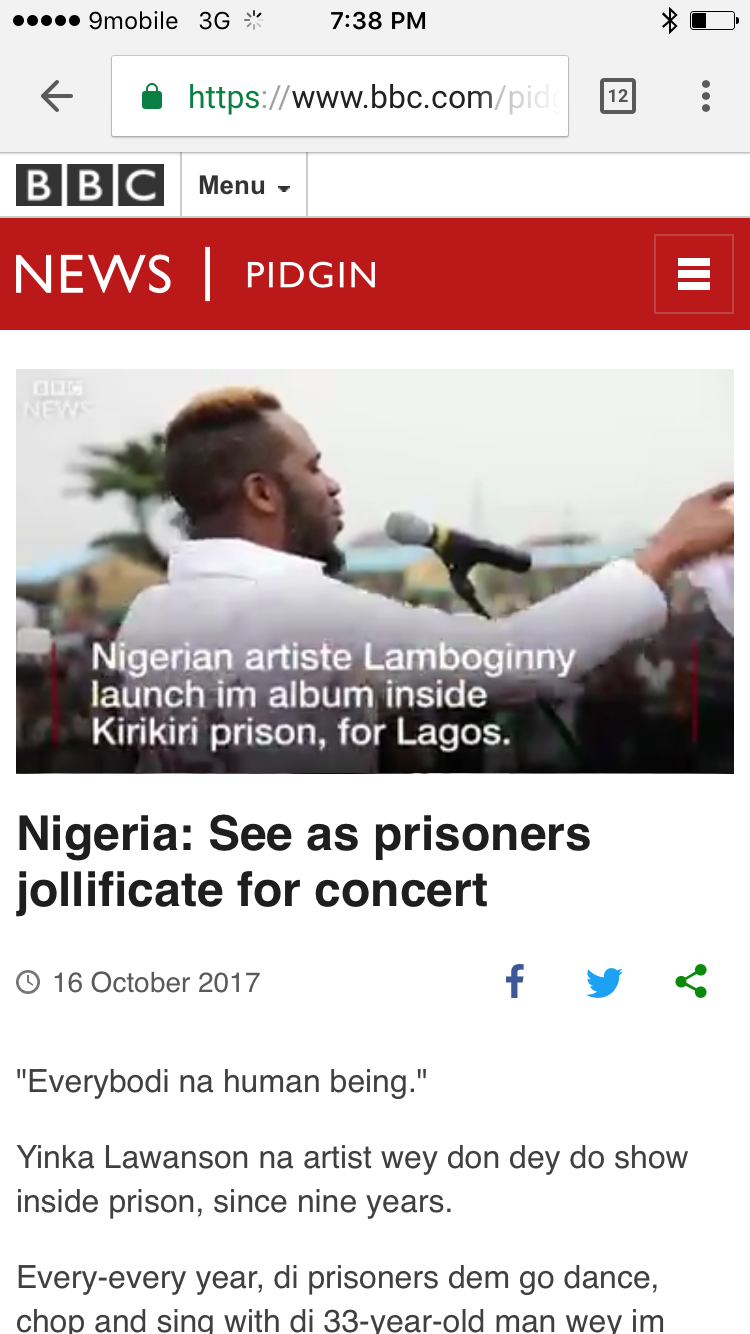 9mobile 3G 7:38 PM
https://www.bbc.com/pidg 12
BBC Menu
NEWS | PIDGIN
BBC
NEWS
Nigerian artiste Lamboginny
launch im album inside
Kirikiri prison, for Lagos.
Nigeria: See as prisoners
jollificate for concert
16 October 2017
"Everybodi na human being."
Yinka Lawanson na artist wey don dey do show
inside prison, since nine years.
Every-every year, di prisoners dem go dance,
chop and sing with di 33-year-old man wey im